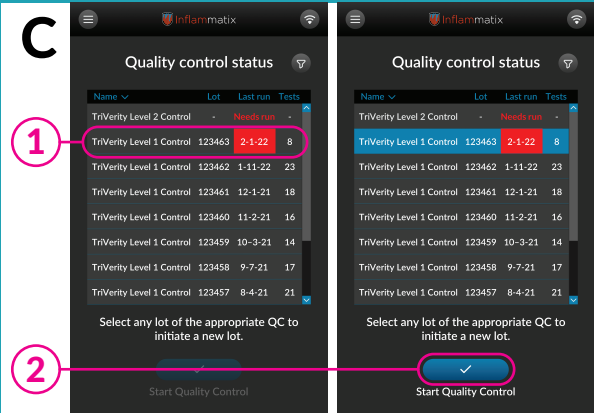 C
Inflammatix
Quality control status
Name Lot Last run Tests
TriVerity Level 2 Control - Needs run -
TriVerity Level 1 Control 123463 2-1-22 8
TriVerity Level 1 Control 123462 1-11-22 23
TriVerity Level 1 Control 123461 12-1-21 18
TriVerity Level 1 Control 123460 11-2-21 16
TriVerity Level 1 Control 123459 10–3-21 14
TriVerity Level 1 Control 123458 9-7-21 17
TriVerity Level 1 Control 123457 8-4-21 21
Select any lot of the appropriate QC to
initiate a new lot.
Start Quality Control
1
2
Inflammatix
Quality control status
Name Lot Last run Tests
TriVerity Level 2 Control - Needs run -
TriVerity Level 1 Control 123463 2-1-22 8
TriVerity Level 1 Control 123462 1-11-22 23
TriVerity Level 1 Control 123461 12-1-21 18
TriVerity Level 1 Control 123460 11-2-21 16
TriVerity Level 1 Control 123459 10–3-21 14
TriVerity Level 1 Control 123458 9-7-21 17
TriVerity Level 1 Control 123457 8-4-21 21
Select any lot of the appropriate QC to
initiate a new lot.
Start Quality Control